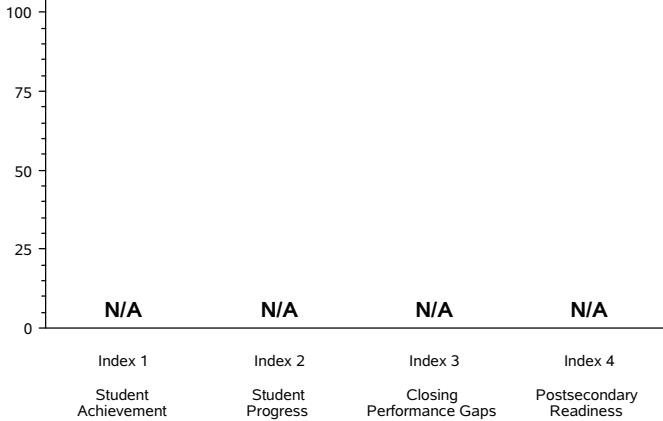 100
75
50
25
0
N/A N/A N/A N/A
Index 1 Index 2 Index 3 Index 4
Student Student Closing Postsecondary
Achievement Progress Performance Gaps Readiness